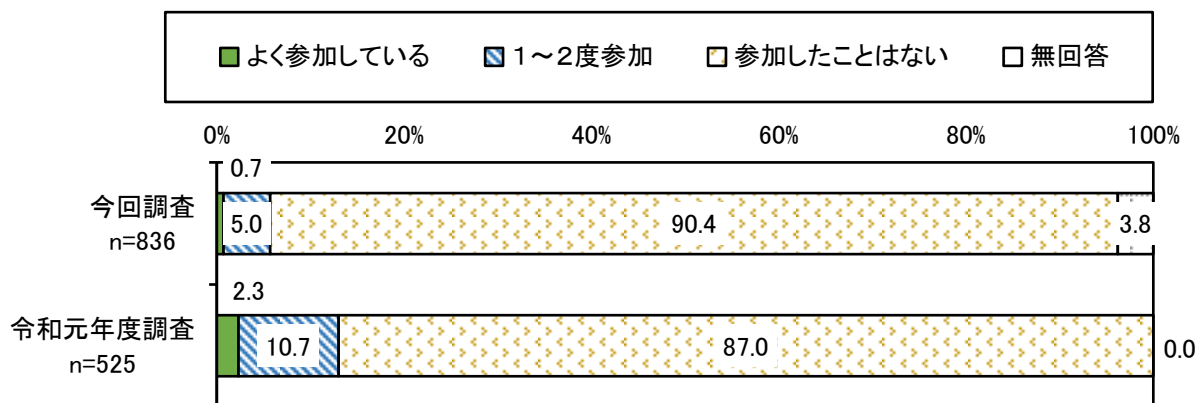 よく参加している １～２度参加 参加したことはない 無回答
0% 20% 40% 60% 80% 100%
0.7
今回調査
n=836
5.0 90.4 3.8
2.3
令和元年度調査
n=525
10.7 87.0 0.0